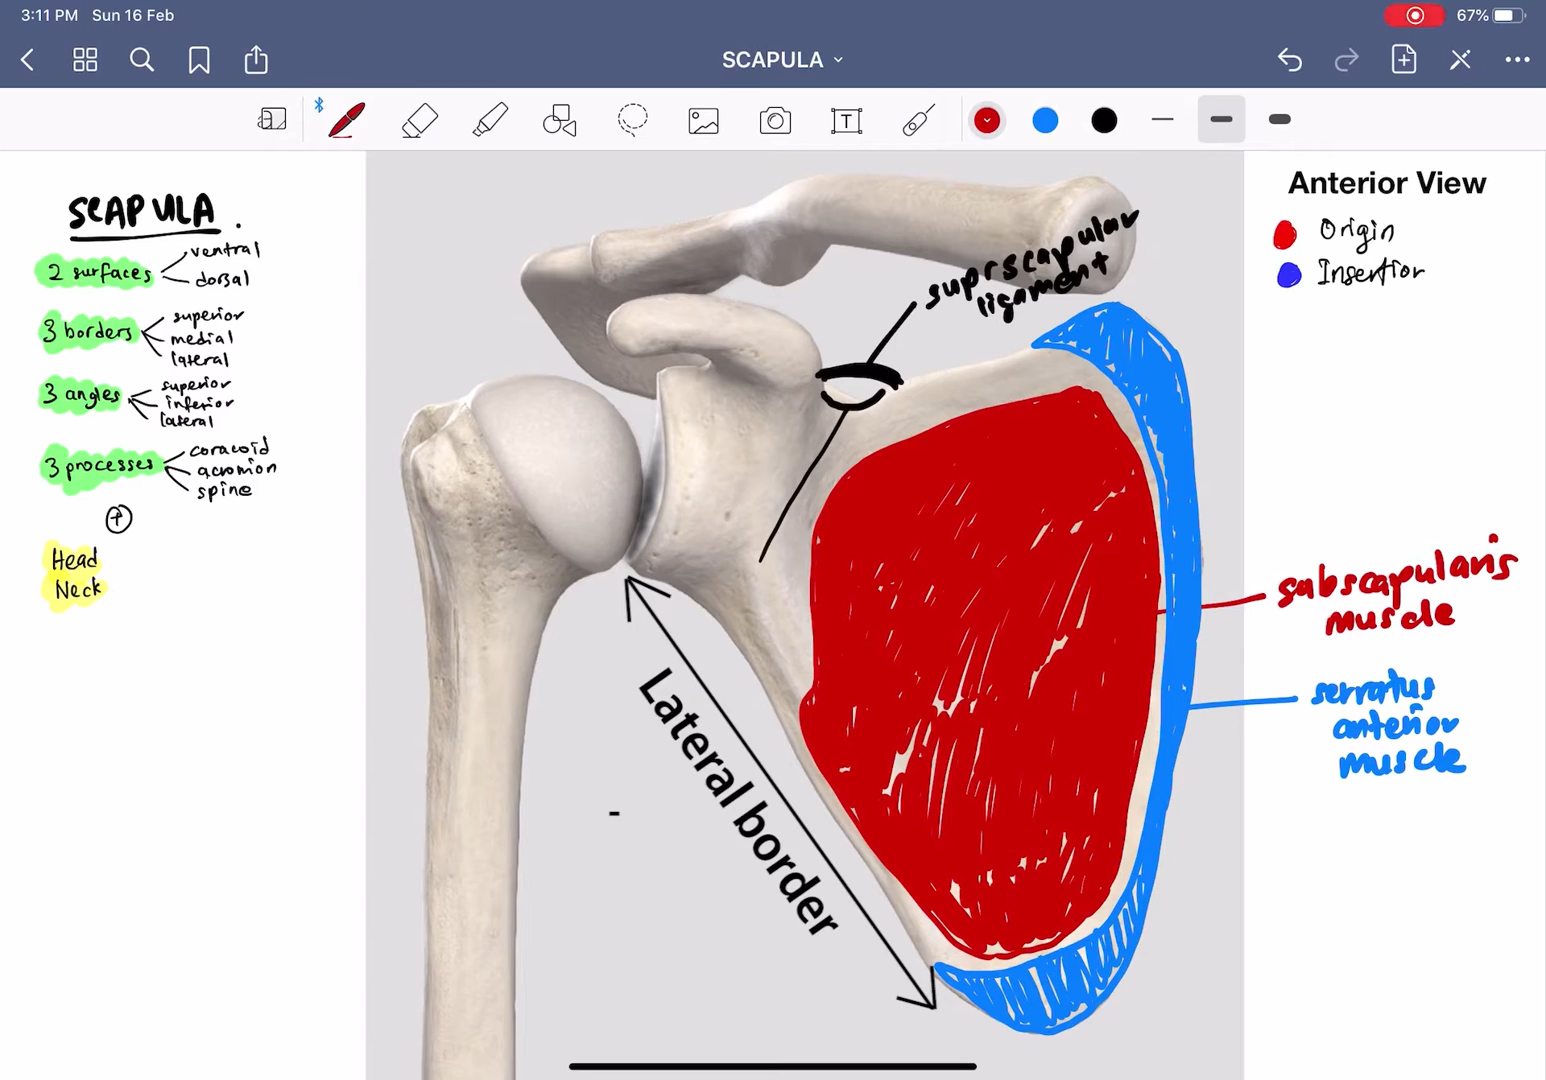 3:11 PM Sun 16 Feb
67%
SCAPULA
SCAPULA.
2 surfaces
ventral
dorsal
3 borders
superior
medial
lateral
3 angles
superior
inferior
lateral
3 processes
coracoid
acromion
spine
+
Head
Neck
suprscapular
ligament
Lateral border
-
Anterior View
Origin
Insertior
subscapularis
muscle
serratus
anterior
muscle